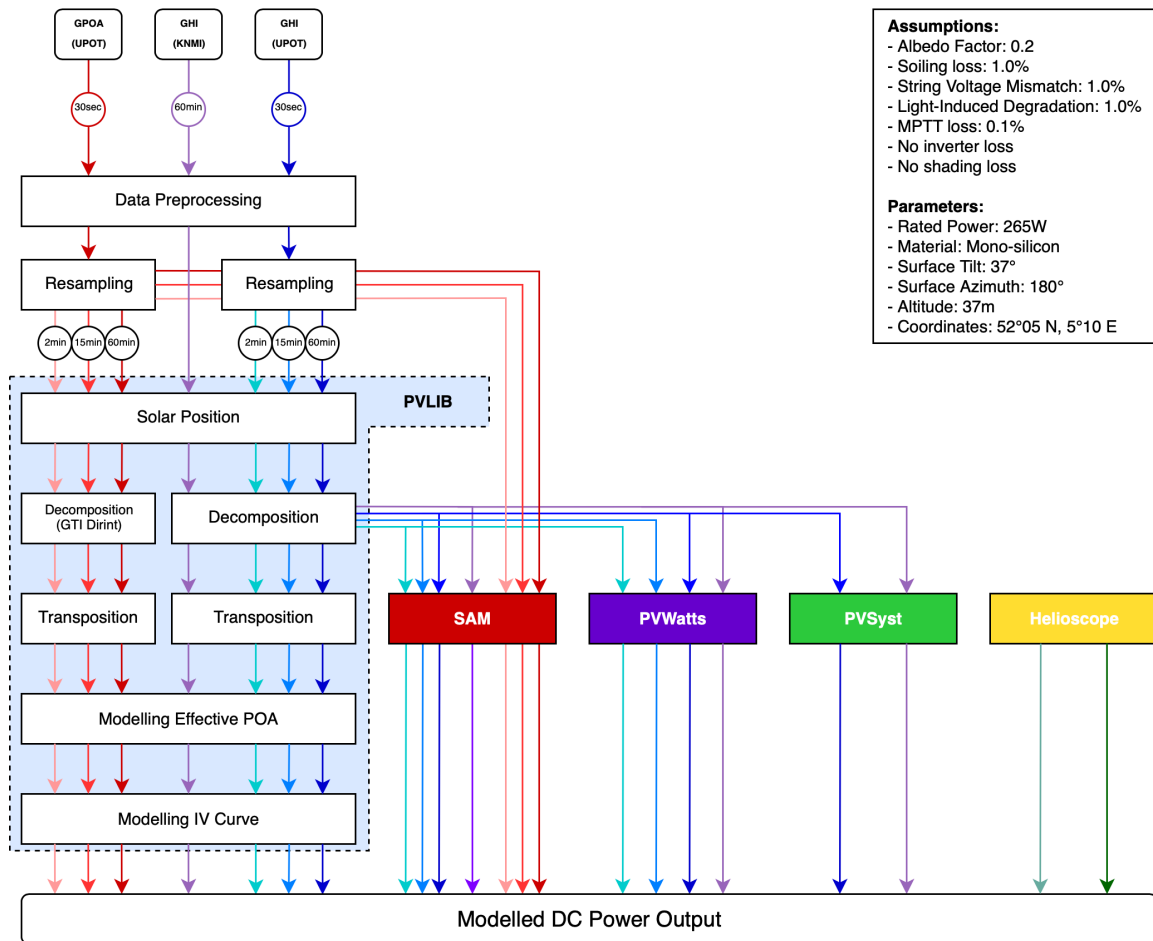 GPOA
(UPOT)
GHI
(KNMI)
GHI
(UPOT)
30sec
60min
30sec
Data Preprocessing
Resampling
Resampling
2min
15min
60min
2min
15min
60min
PVLIB
Solar Position
Decomposition
(GTI Dirint)
Decomposition
Transposition
Transposition
SAM
PVWatts
PVSyst
Helioscope
Modelling Effective POA
Modelling IV Curve
Modelled DC Power Output
Assumptions:
- Albedo Factor: 0.2
- Soiling loss: 1.0%
- String Voltage Mismatch: 1.0%
- Light-Induced Degradation: 1.0%
- MPTT loss: 0.1%
- No inverter loss
- No shading loss
Parameters:
- Rated Power: 265W
- Material: Mono-silicon
- Surface Tilt: 37°
- Surface Azimuth: 180°
- Altitude: 37m
- Coordinates: 52°05 N, 5°10 E